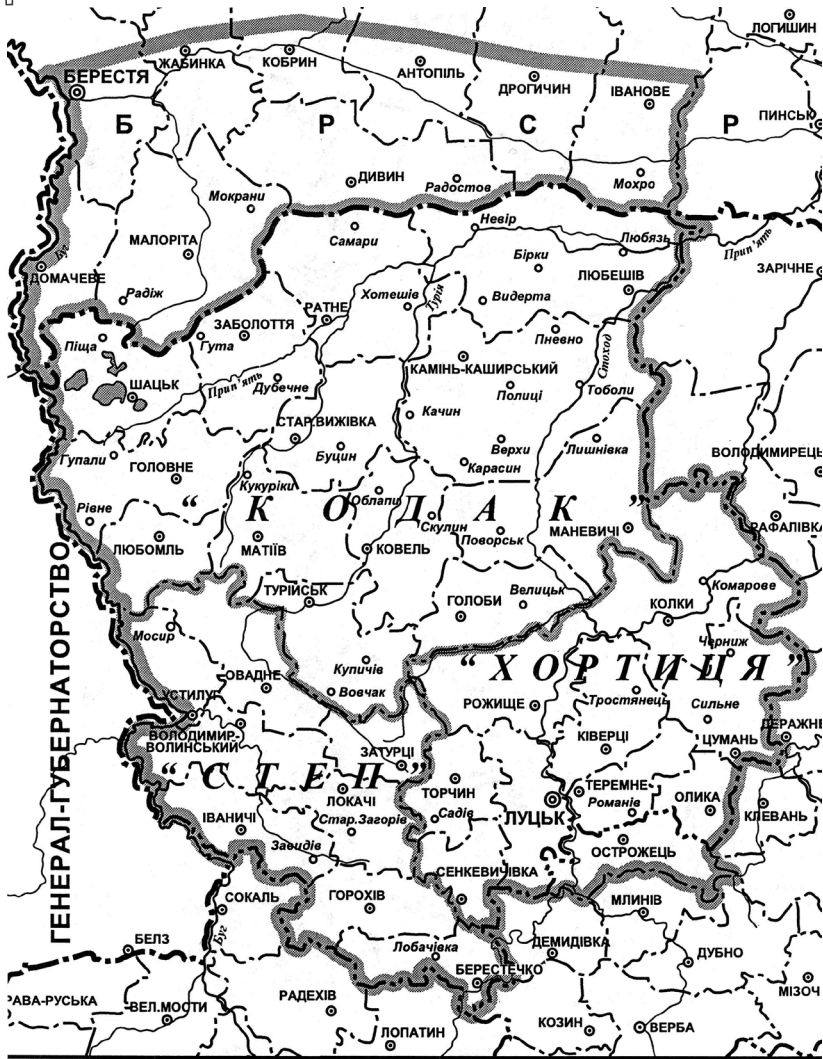 ЛОГИШИН
ЖАБИНКА
КОБРИН
АНТОПІЛЬ
БЕРЕСТЯ
ДРОГИЧИН
ІВАНОВЕ
ПИНСЬК
Б Р С Р
ДИВИН
Радостов
Мохро
Мокрани
Невір
Самари
Любязь
Прип'ять
МАЛОРІТА
Буг
ДОМАЧЕВЕ
Бірки
ЗАРІЧНЕ
ЛЮБЕШІВ
Радіж
Хотешів
Турія
Видерта
РАТНЕ
ЗАБОЛОТТЯ
Піща
Гута
Пневно
Стоход
КАМІНЬ-КАШИРСЬКИЙ
ШАЦЬК
Прип'ять
Дубечне
Полиці
Тоболи
Качин
СТАР.ВИЖІВКА
Буцин
Верхи
Лишнівка
Гупали
ГОЛОВНЕ
Карасин
ВОЛОДИМИРЕЦЬ
Кукуріки
Облапи
Рівне
“ К О Д А К ”
Скулин
Поворськ
МАНЕВИЧІ
РАФАЛІВКА
ЛЮБОМЛЬ
МАТІЇВ
КОВЕЛЬ
ГЕНЕРАЛ-ГУБЕРНАТОРСТВО
ТУРІЙСЬК
Велицьк
ГОЛОБИ
Комарове
КОЛКИ
Мосир
Черниж
Купичів
“ Х О Р Т И Ц Я ”
ОВАДНЕ
Вовчак
Тростянець
УСТИЛУГ
РОЖИЩЕ
Сильне
ВОЛОДИМИР-
ВОЛИНСЬКИЙ
КІВЕРЦІ
ДЕРАЖНЕ
ЦУМАНЬ
ЗАТУРЦІ
“ С Т Е П ”
ТОРЧИН
ТЕРЕМНЕ
ЛОКАЧІ
Романів
ОЛИКА
ЛУЦЬК
КЛЕВАНЬ
Садів
ІВАНИЧІ
Стар.Загорів
Завидів
ОСТРОЖЕЦЬ
СЕНКЕВИЧІВКА
СОКАЛЬ
ГОРОХІВ
МЛИНІВ
Буг
БЕЛЗ
Лобачівка
ДЕМИДІВКА
ДУБНО
БЕРЕСТЕЧКО
МІЗОЧ
РАВА-РУСЬКА
ВЕЛ.МОСТИ
РАДЕХІВ
ЛОПАТИН
КОЗИН
ВЕРБА